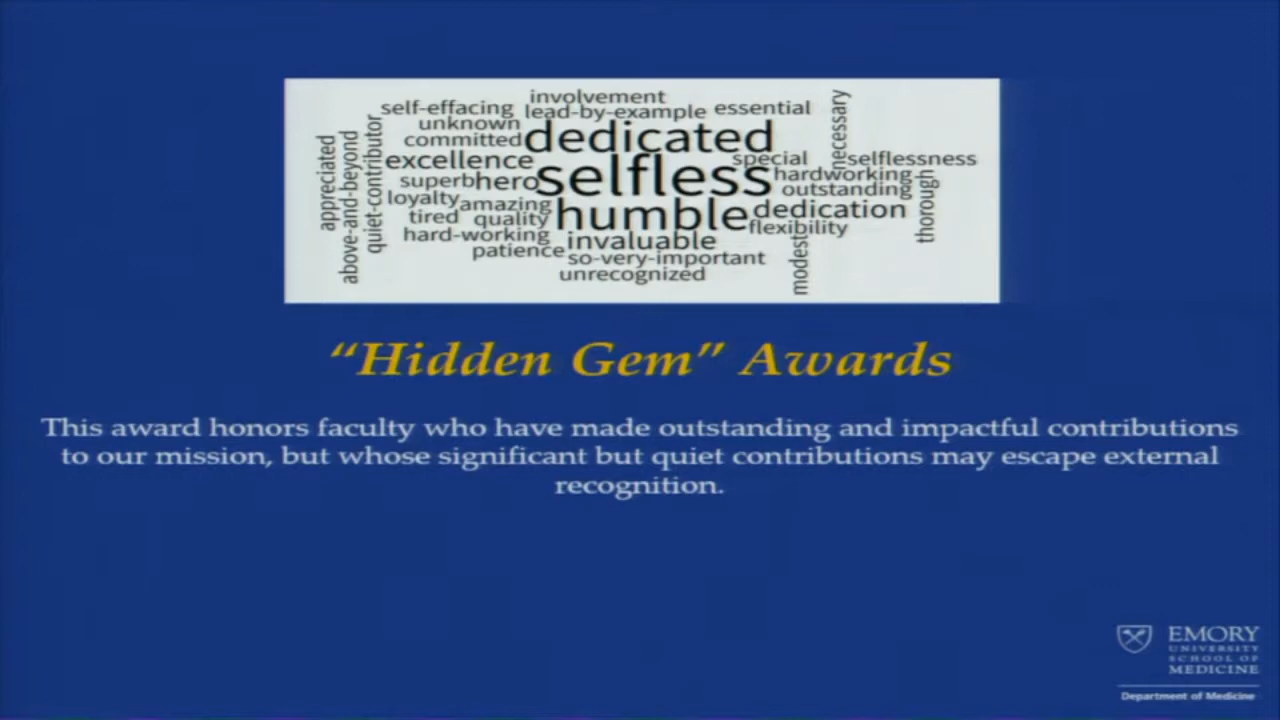 involvement
self-effacing lead-by-example essential
unknown
committed dedicated
excellence special selflessness
superb hero selfless hardworking
outstanding
loyalty amazing
tired quality humble dedication
flexibility
hard-working invaluable
patience so-very-important
unrecognized
appreciated
above-and-beyond
quiet-contributor
necessary
modest
thorough
“Hidden Gem” Awards
This award honors faculty who have made outstanding and impactful contributions
to our mission, but whose significant but quiet contributions may escape external
recognition.
EMORY
UNIVERSITY
SCHOOL OF
MEDICINE
Department of Medicine